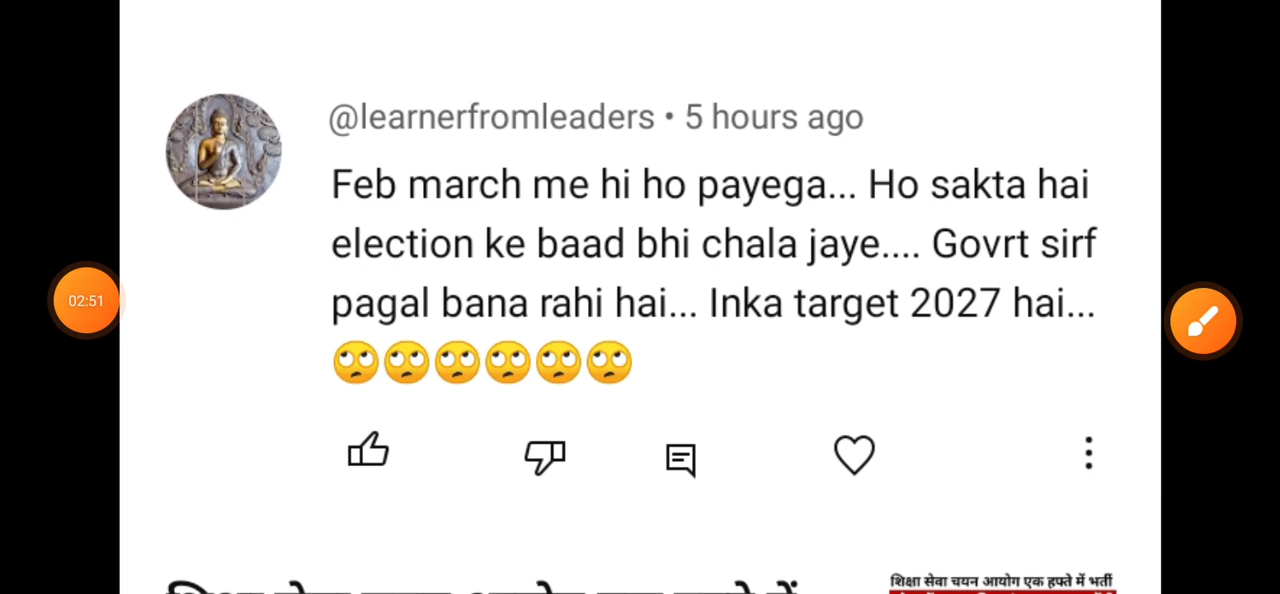 @learnerfromleaders • 5 hours ago
Feb march me hi ho payega... Ho sakta hai
election ke baad bhi chala jaye.... Govrt sirf
02:51
pagal bana rahi hai... Inka target 2027 hai...
🙄🙄🙄🙄🙄🙄
शिक्षा सेवा चयन आयोग एक हफ्ते में भर्ती